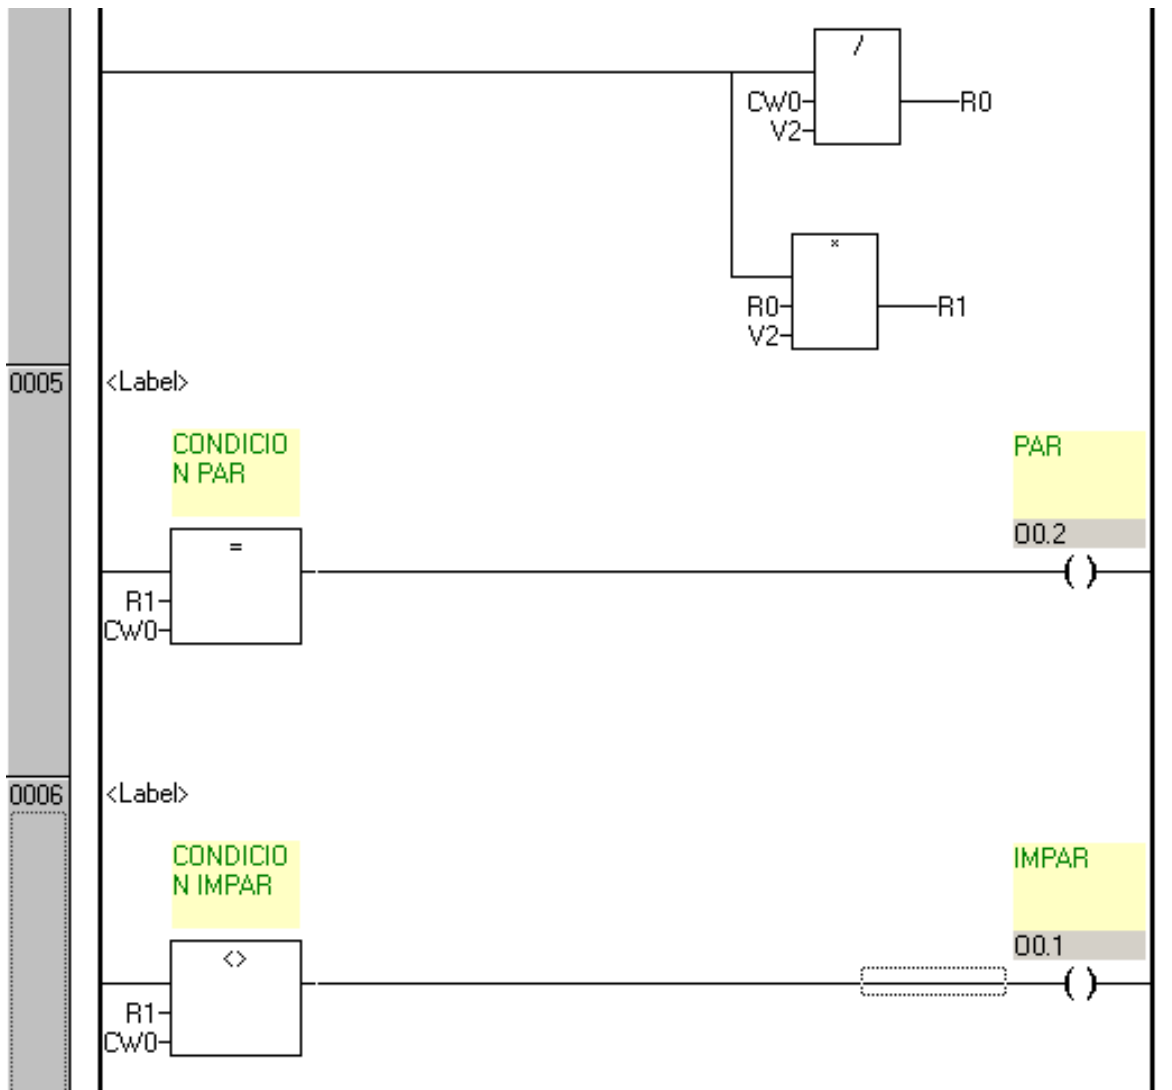 /
CW0
R0
V2
×
R0
R1
V2
0005
<Label>
CONDICIO
N PAR
PAR
O0.2
=
( )
R1
CW0
0006
<Label>
CONDICIO
N IMPAR
IMPAR
O0.1
<>
( )
R1
CW0